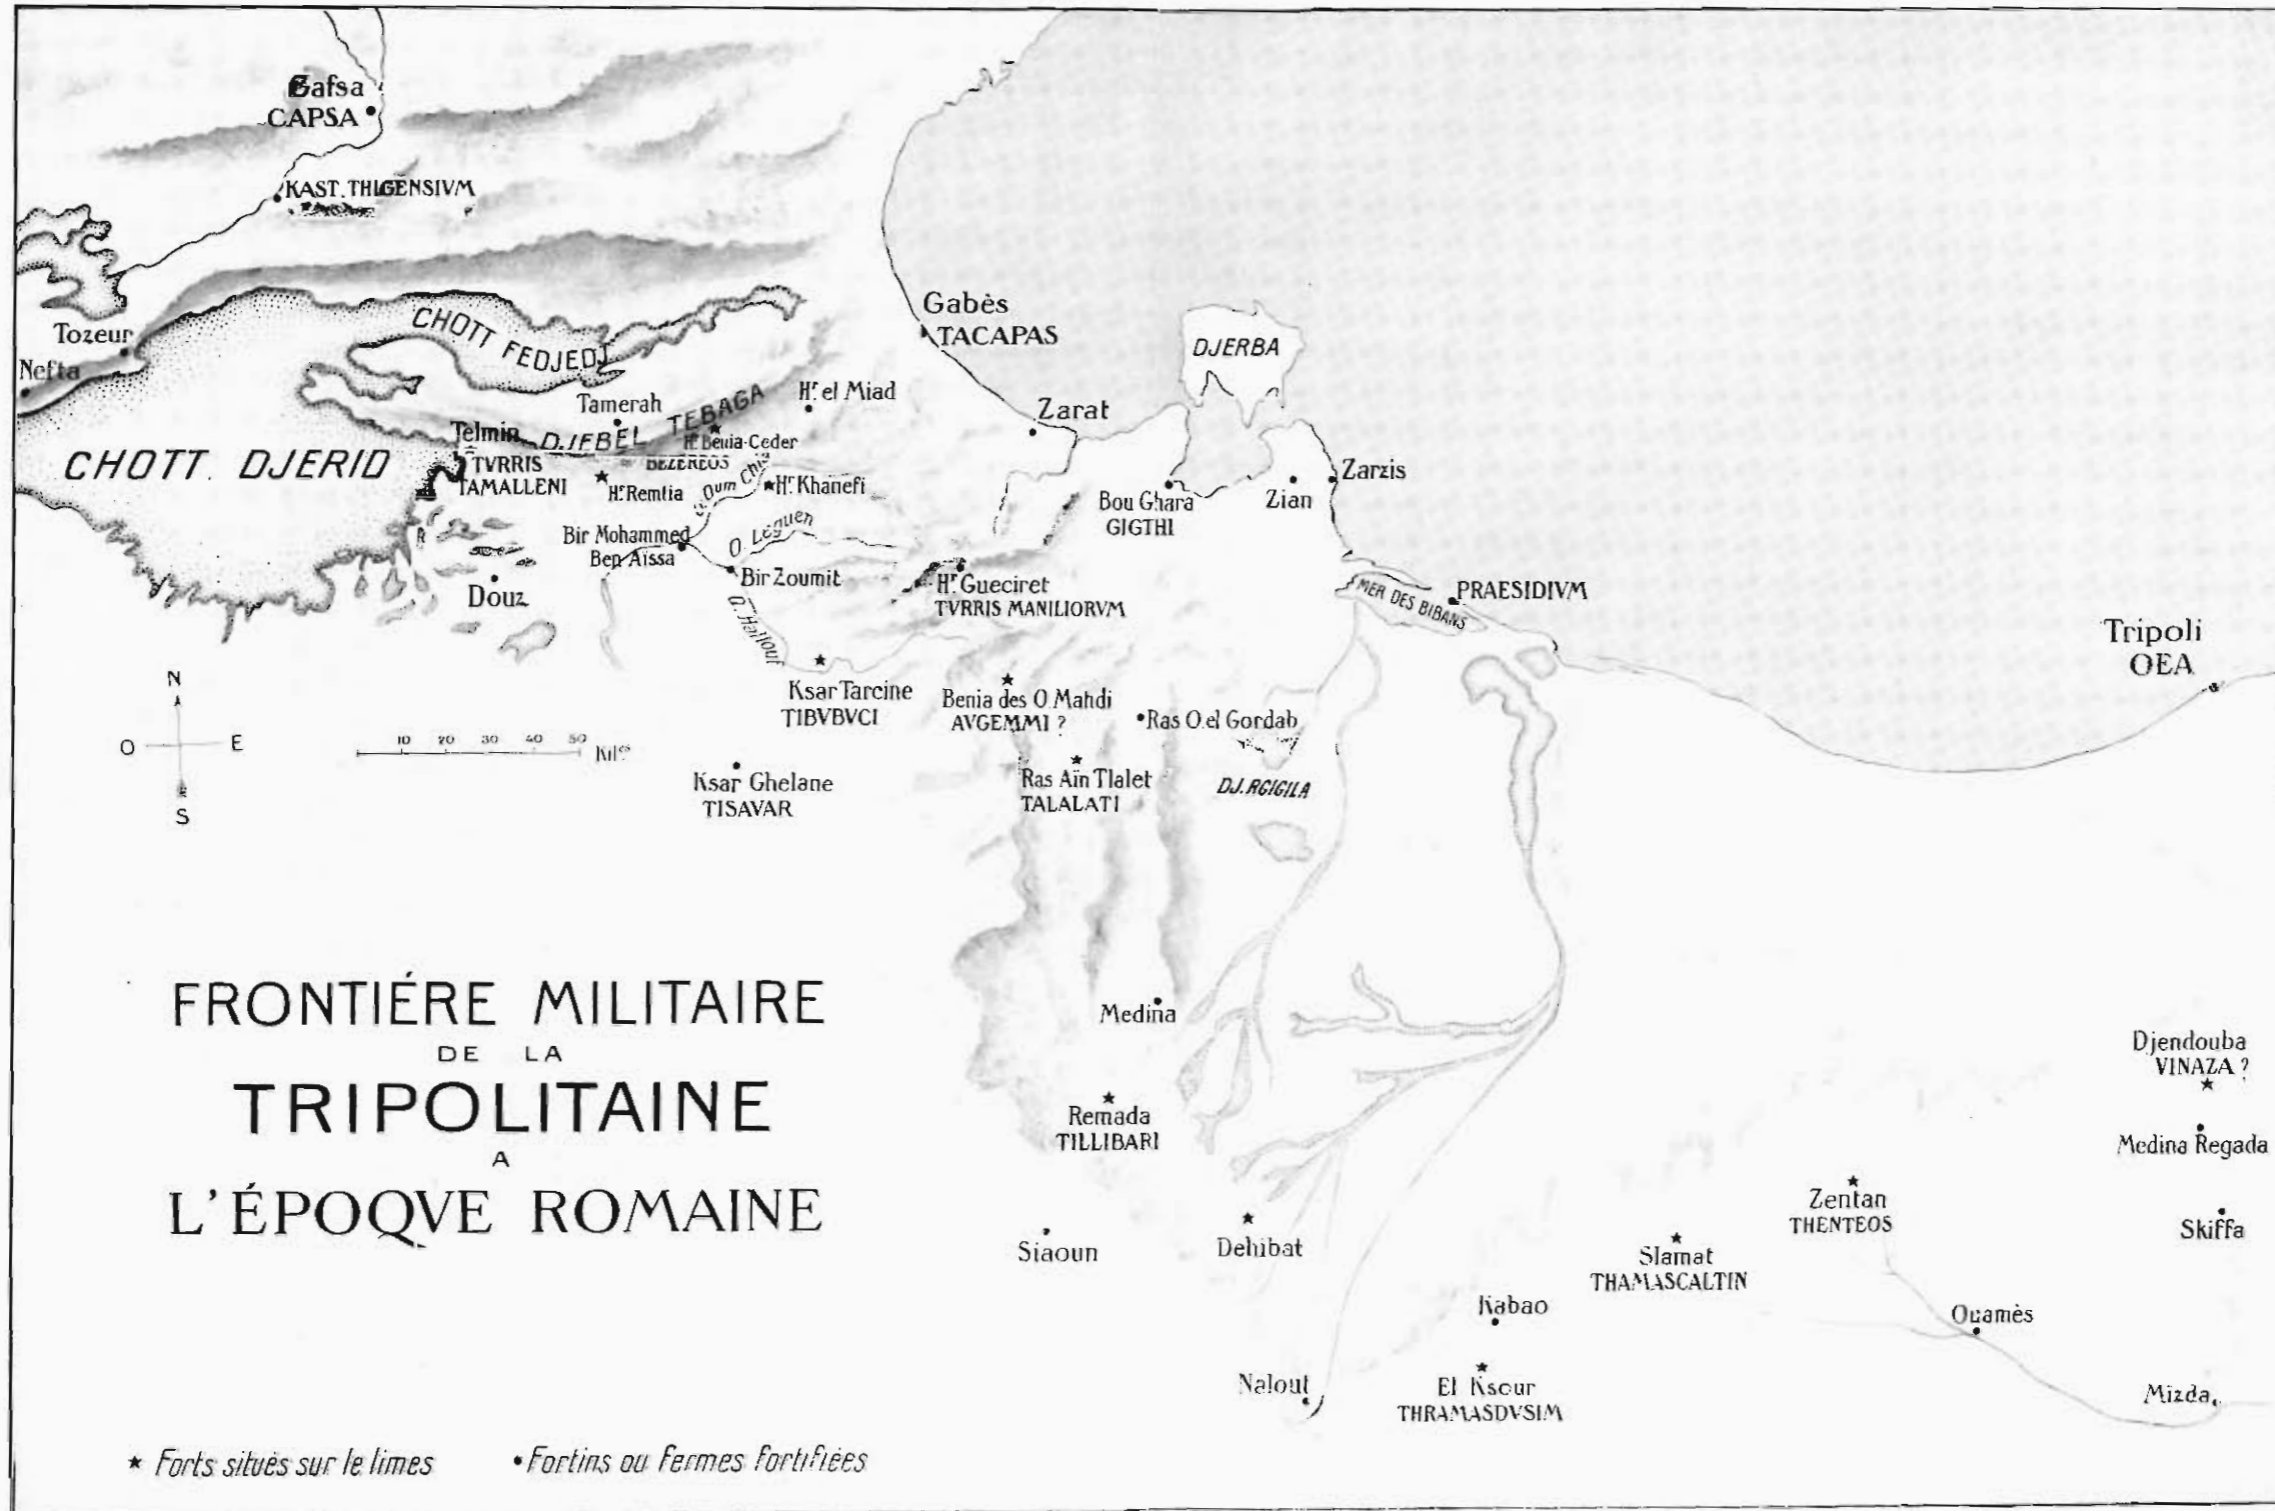 Gafsa
CAPSA
KAST. THIGENSIVM
Tozeur
Nefta
CHOTT FEDJEDJ
CHOTT. DJERID
Gabès
TACAPAS
DJERBA
Tamerah
Hr. el Miad
DJEBEL TEBAGA
Zarat
Telmin
TVRRIS
TAMALLENI
Hr. Benia-Ceder
BEZEREOS
Hr. Remtia
Hr. Khanefi
Zarzis
Bou Ghara
GIGTHI
Zian
Bir Mohammed
Ben Aïssa
O. Leguen
Bir Zoumit
Douz
O. Hallouf
Hr. Gueciret
TVRRIS MANILIORVM
MER DES BIBANS
PRAESIDIVM
Tripoli
OEA
N
O
E
S
10 20 30 40 50 Kil.es
Ksar Tarcine
TIBVBVCI
Benia des O. Mahdi
AVGEMMI ?
Ras O. el Gordab
Ksar Ghelane
TISAVAR
Ras Aïn Tlalet
TALALATI
DJ. RGIGILA
FRONTIÉRE MILITAIRE
DE LA
TRIPOLITAINE
A
L'ÉPOQVE ROMAINE
Medina
Remada
TILLIBARI
Djendouba
VINAZA ?
Medina Regada
Zentan
THENTEOS
Skiffa
Siaoun
Dehibat
Slamat
THAMASCALTIN
Kabao
Ouamès
Nalout
El Ksour
THRAMASDVSIM
Mizda
★ Forts situés sur le limes
• Fortins ou Fermes fortifiées